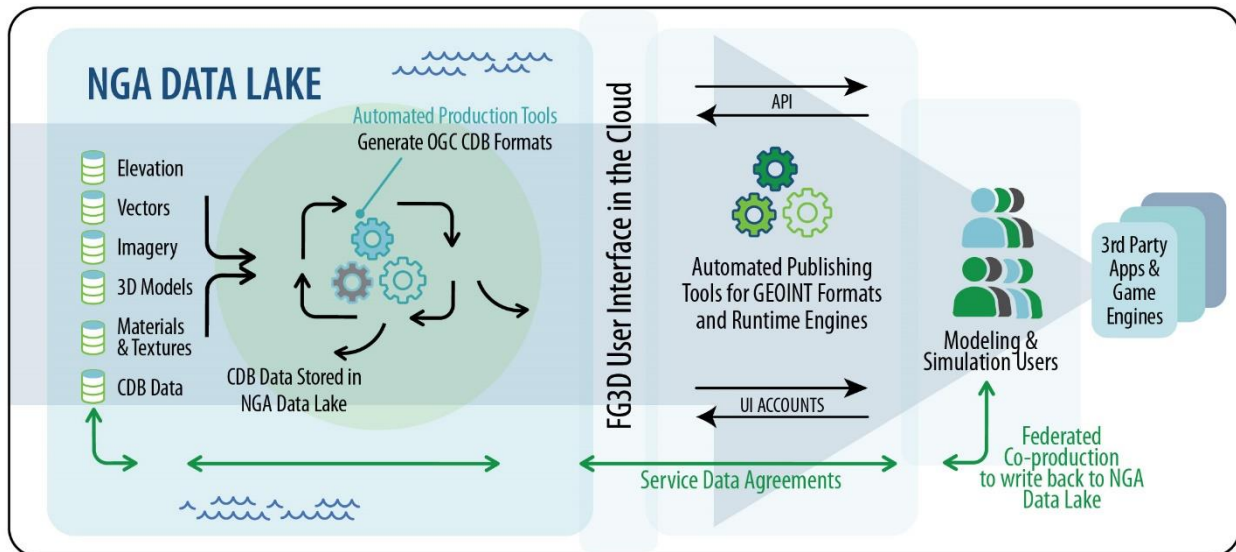 NGA DATA LAKE
Automated Production Tools
Generate OGC CDB Formats
Elevation
Vectors
Imagery
3D Models
Materials
& Textures
CDB Data
CDB Data Stored in
NGA Data Lake
FG3D User Interface in the Cloud
API
Automated Publishing
Tools for GEOINT Formats
and Runtime Engines
UI ACCOUNTS
Service Data Agreements
Modeling &
Simulation Users
3rd Party
Apps &
Game
Engines
Federated
Co-production
to write back to NGA
Data Lake